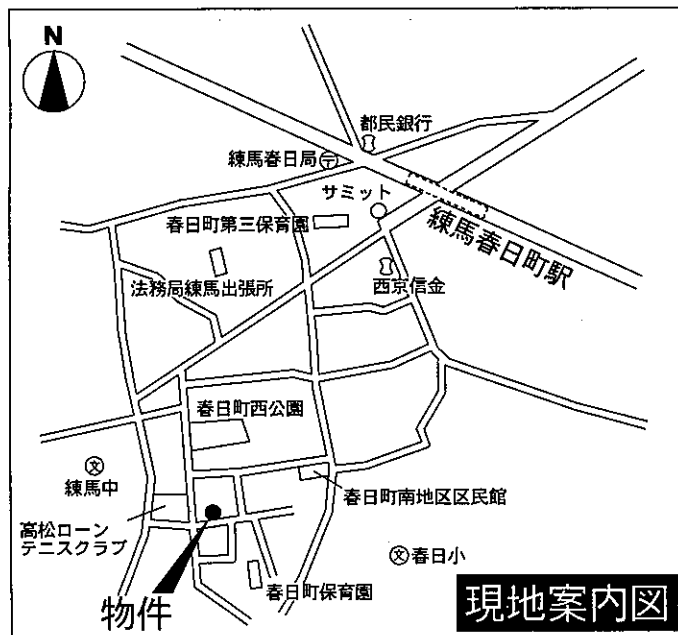 N
都民銀行
練馬春日局
〒
サミット
春日町第三保育園
練馬春日町駅
法務局練馬出張所
西京信金
春日町西公園
文
練馬中
春日町南地区区民館
高松ローン
テニスクラブ
文春日小
春日町保育園
物件
現地案内図